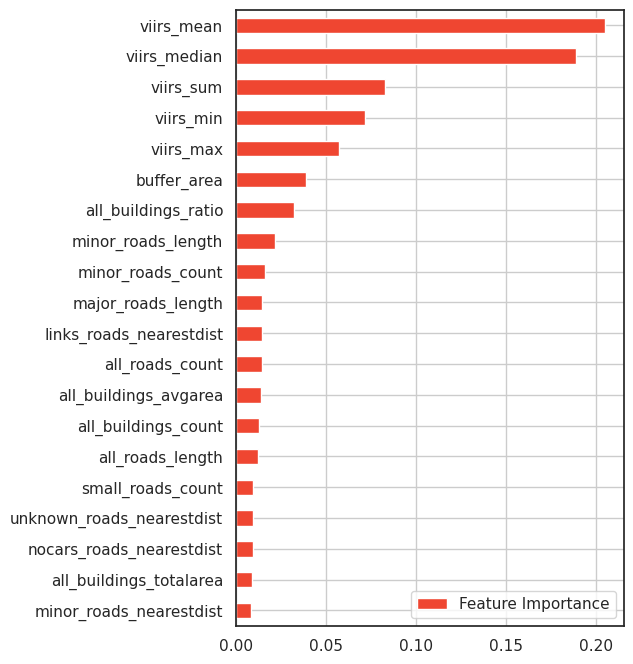 viirs_mean
viirs_median
viirs_sum
viirs_min
viirs_max
buffer_area
all_buildings_ratio
minor_roads_length
minor_roads_count
major_roads_length
links_roads_nearestdist
all_roads_count
all_buildings_avgarea
all_buildings_count
all_roads_length
small_roads_count
unknown_roads_nearestdist
nocars_roads_nearestdist
all_buildings_totalarea
minor_roads_nearestdist
Feature Importance
0.00 0.05 0.10 0.15 0.20